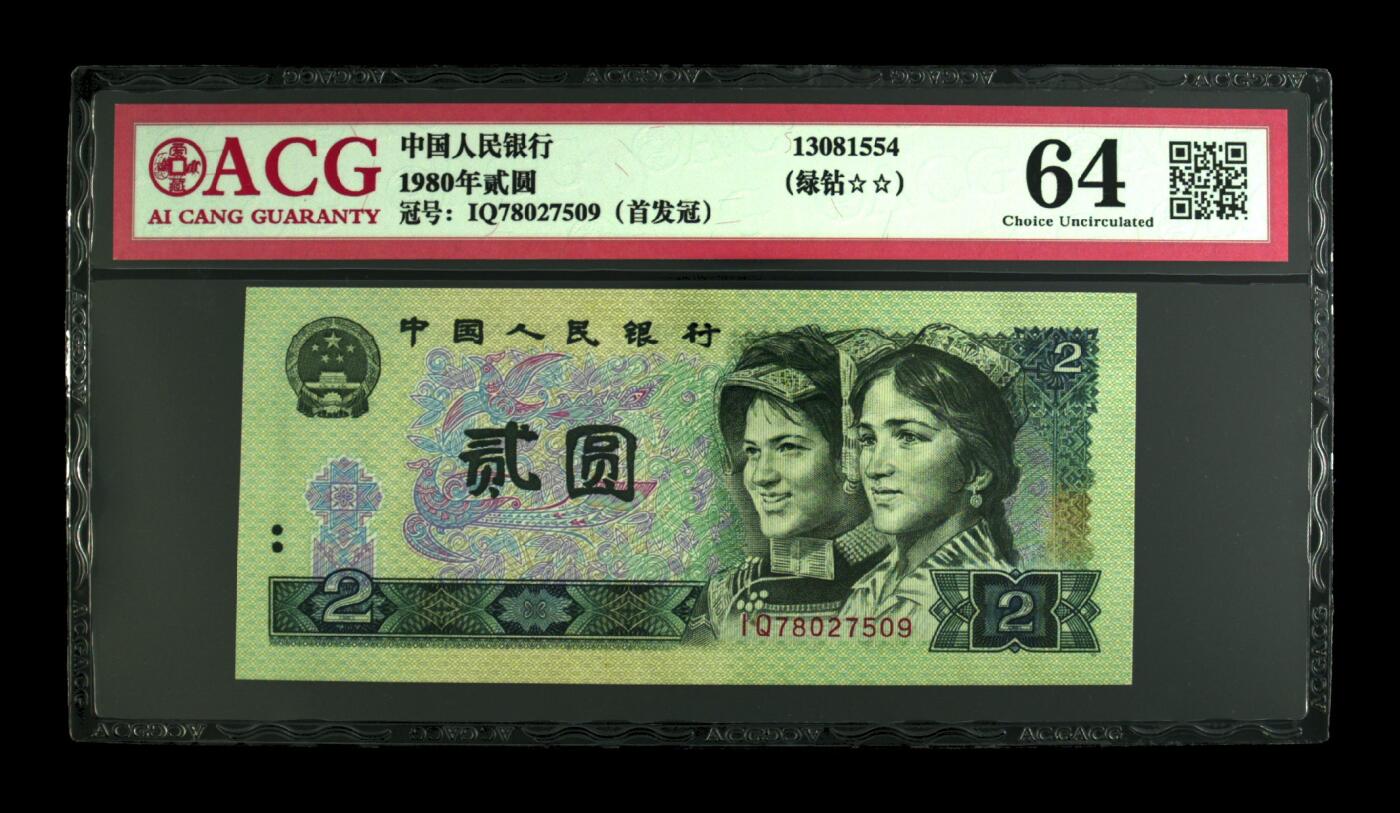 ACG
AI CANG GUARANTY
中国人民银行
1980年贰圆
冠号：IQ78027509（首发冠）
13081554
（绿钻☆☆）
64
Choice Uncirculated
中国人民银行
贰圆
2
2
2
IQ78027509